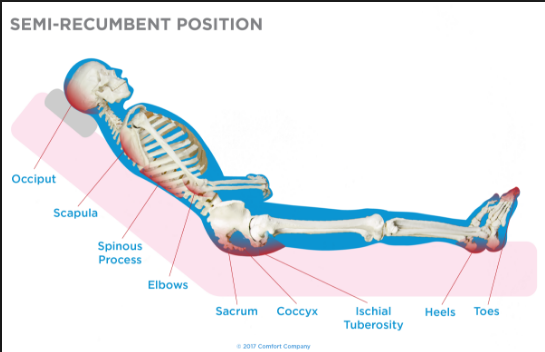 SEMI-RECUMBENT POSITION
Occiput
Scapula
Spinous
Process
Elbows
Sacrum
Coccyx
Ischial
Tuberosity
Heels
Toes
© 2017 Comfort Company